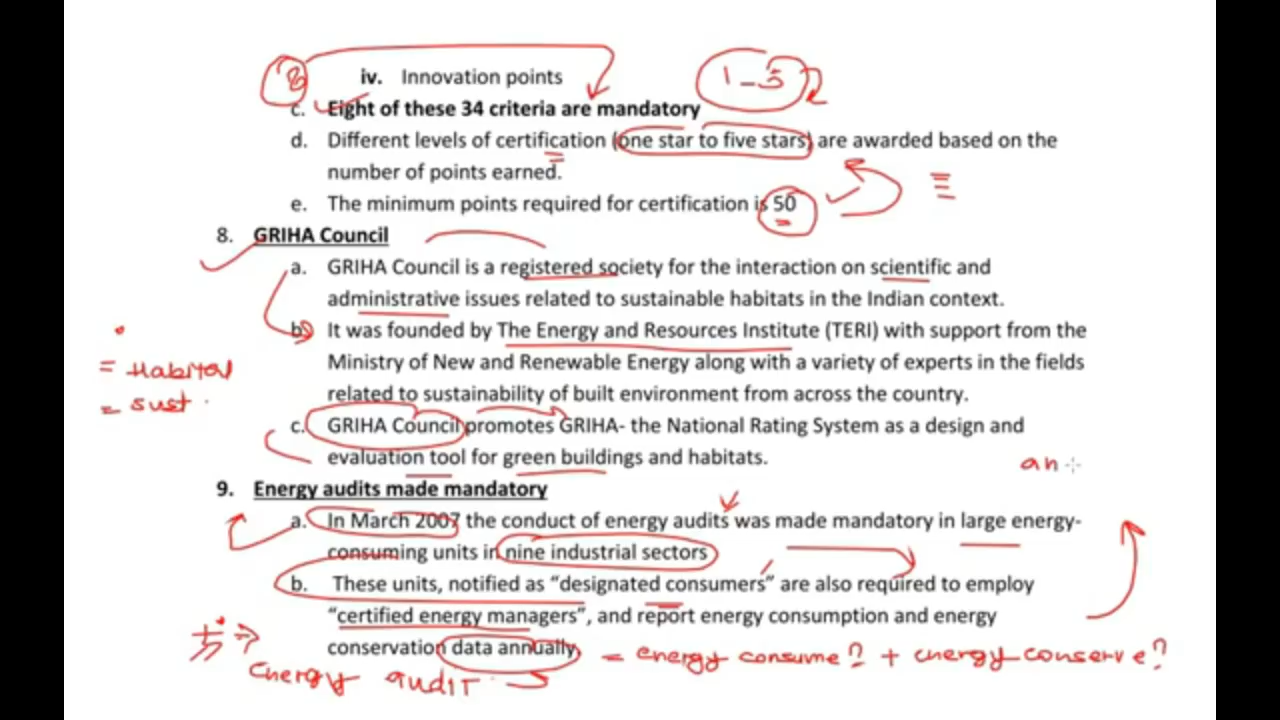 8
iv. Innovation points
1 - 5
c. Eight of these 34 criteria are mandatory
d. Different levels of certification (one star to five stars) are awarded based on the
number of points earned.
e. The minimum points required for certification is 50
8. GRIHA Council
a. GRIHA Council is a registered society for the interaction on scientific and
administrative issues related to sustainable habitats in the Indian context.
b. It was founded by The Energy and Resources Institute (TERI) with support from the
Ministry of New and Renewable Energy along with a variety of experts in the fields
= Habitat
related to sustainability of built environment from across the country.
= sust
c. GRIHA Council promotes GRIHA- the National Rating System as a design and
evaluation tool for green buildings and habitats.
an
9. Energy audits made mandatory
a. In March 2007 the conduct of energy audits was made mandatory in large energy-
consuming units in nine industrial sectors
b. These units, notified as "designated consumers" are also required to employ
"certified energy managers", and report energy consumption and energy
conservation data annually.
= energy consume? + energy conserve?
energy audit